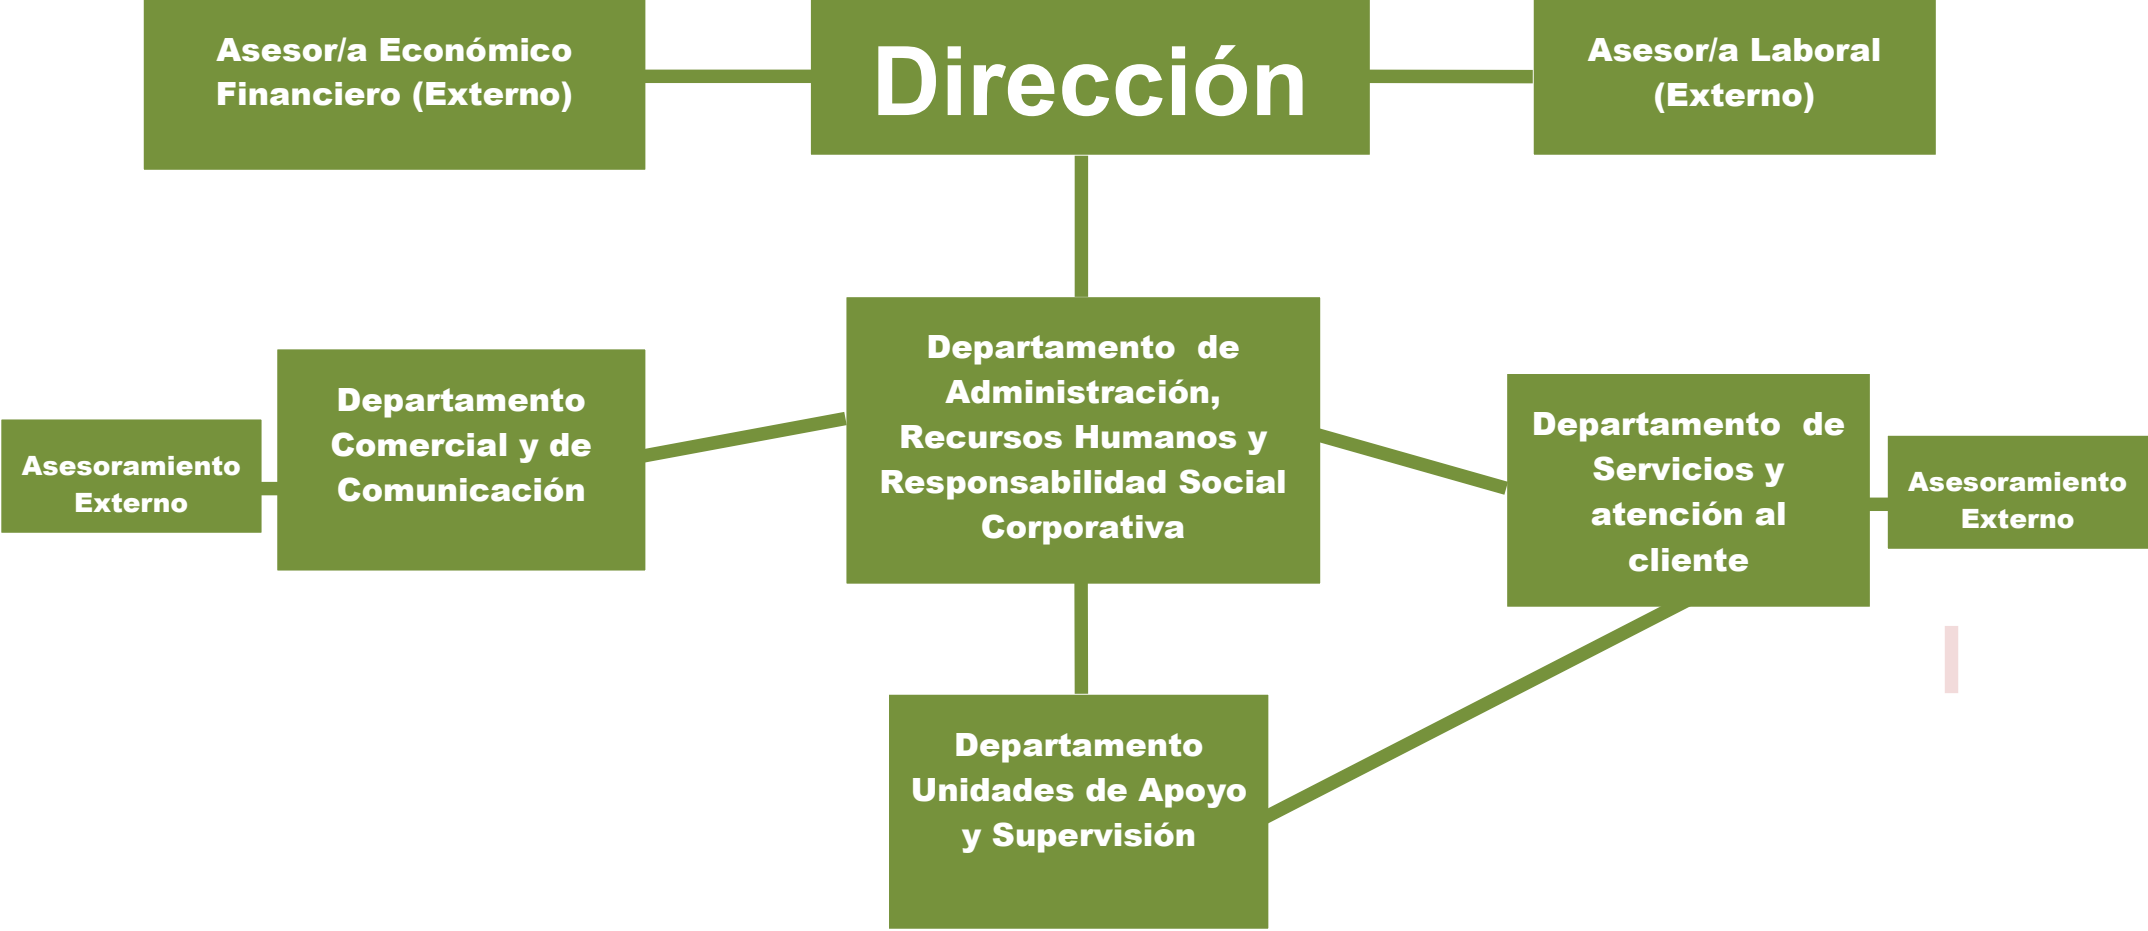 Asesor/a Económico
Financiero (Externo)
Dirección
Asesor/a Laboral
(Externo)
Asesoramiento
Externo
Departamento
Comercial y de
Comunicación
Departamento  de
Administración,
Recursos Humanos y
Responsabilidad Social
Corporativa
Departamento  de
Servicios y
atención al
cliente
Asesoramiento
Externo
Departamento
Unidades de Apoyo
y Supervisión